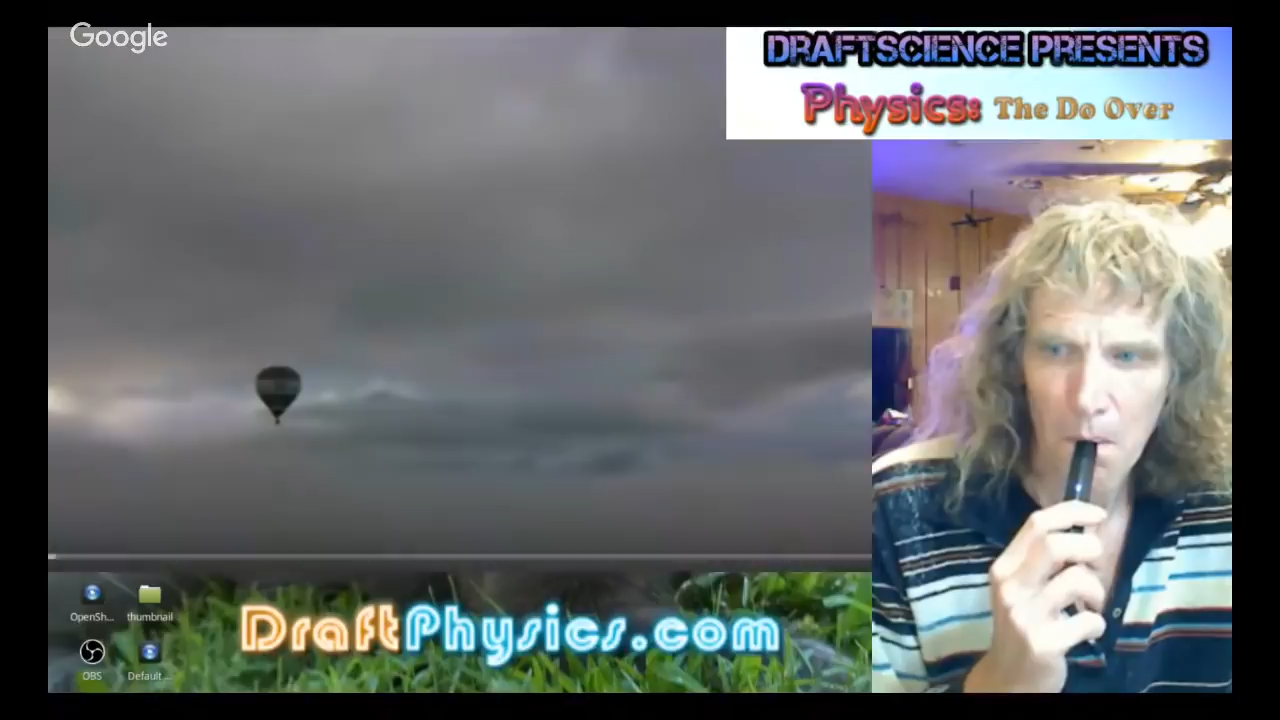 Google
DRAFTSCIENCE PRESENTS
Physics: The Do Over
OpenSh... thumbnail
DraftPhysics.com
OBS Default ...